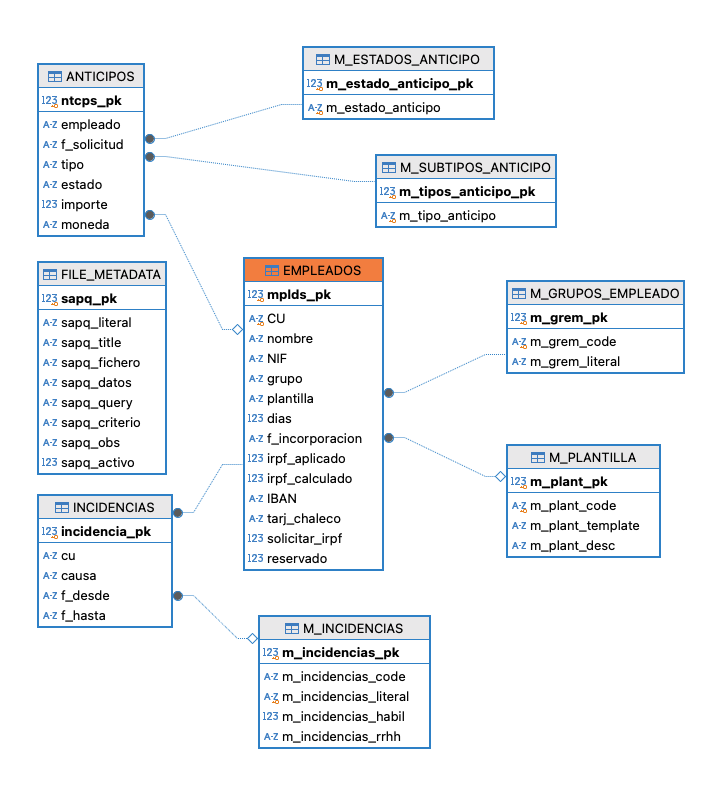 ANTICIPOS
123 ntcps_pk
A-Z empleado
A-Z f_solicitud
A-Z tipo
A-Z estado
123 importe
A-Z moneda
M_ESTADOS_ANTICIPO
123 m_estado_anticipo_pk
A-Z m_estado_anticipo
M_SUBTIPOS_ANTICIPO
123 m_tipos_anticipo_pk
A-Z m_tipo_anticipo
FILE_METADATA
123 sapq_pk
A-Z sapq_literal
A-Z sapq_title
A-Z sapq_fichero
A-Z sapq_datos
A-Z sapq_query
A-Z sapq_criterio
A-Z sapq_obs
123 sapq_activo
EMPLEADOS
123 mplds_pk
A-Z CU
A-Z nombre
A-Z NIF
A-Z grupo
A-Z plantilla
123 dias
A-Z f_incorporacion
123 irpf_aplicado
123 irpf_calculado
A-Z IBAN
A-Z tarj_chaleco
123 solicitar_irpf
123 reservado
M_GRUPOS_EMPLEADO
123 m_grem_pk
A-Z m_grem_code
A-Z m_grem_literal
M_PLANTILLA
123 m_plant_pk
A-Z m_plant_code
A-Z m_plant_template
A-Z m_plant_desc
INCIDENCIAS
123 incidencia_pk
A-Z cu
A-Z causa
A-Z f_desde
A-Z f_hasta
M_INCIDENCIAS
123 m_incidencias_pk
A-Z m_incidencias_code
A-Z m_incidencias_literal
123 m_incidencias_habil
A-Z m_incidencias_rrhh